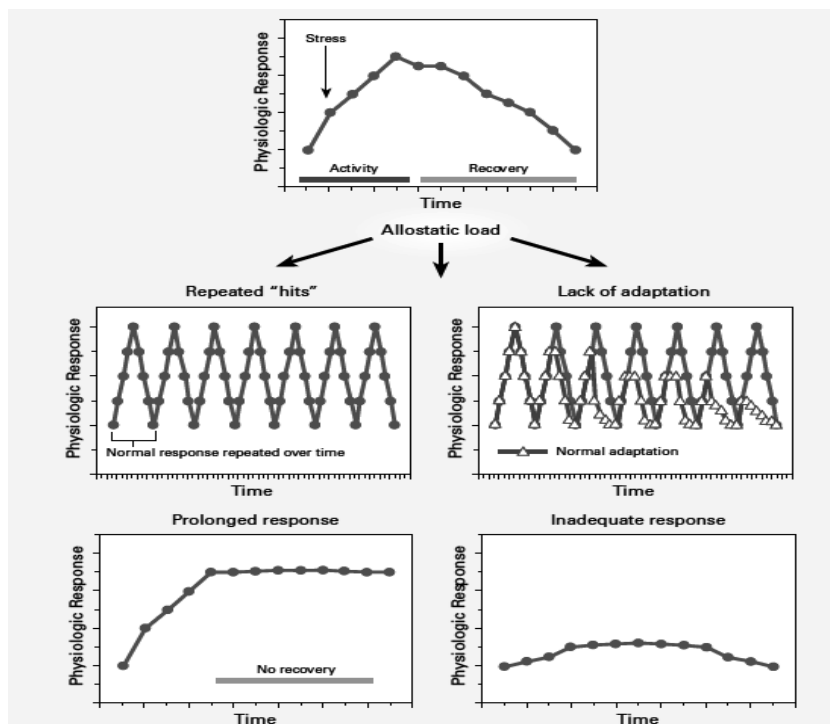 Physiologic Response
Stress
Activity
Recovery
Time
Allostatic load
Repeated “hits”
Physiologic Response
Normal response repeated over time
Time
Lack of adaptation
Physiologic Response
Normal adaptation
Time
Prolonged response
Physiologic Response
No recovery
Time
Inadequate response
Physiologic Response
Time